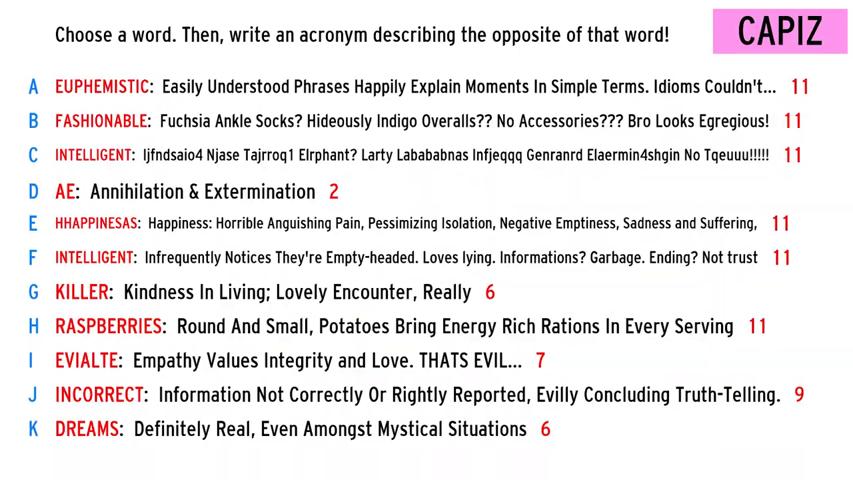 Choose a word. Then, write an acronym describing the opposite of that word!
CAPIZ
A EUPHEMISTIC: Easily Understood Phrases Happily Explain Moments In Simple Terms. Idioms Couldn't... 11
B FASHIONABLE: Fuchsia Ankle Socks? Hideously Indigo Overalls?? No Accessories??? Bro Looks Egregious! 11
C INTELLIGENT: Ijfndsaio4 Njase Tajrroq1 Elrphant? Larty Labababnas Infjeqqq Genranrd Elaermin4shgin No Tqeuuu!!!!! 11
D AE: Annihilation & Extermination 2
E HHAPPINESAS: Happiness: Horrible Anguishing Pain, Pessimizing Isolation, Negative Emptiness, Sadness and Suffering, 11
F INTELLIGENT: Infrequently Notices They're Empty-headed. Loves lying. Informations? Garbage. Ending? Not trust 11
G KILLER: Kindness In Living; Lovely Encounter, Really 6
H RASPBERRIES: Round And Small, Potatoes Bring Energy Rich Rations In Every Serving 11
I EVIALTE: Empathy Values Integrity and Love. THATS EVIL... 7
J INCORRECT: Information Not Correctly Or Rightly Reported, Evilly Concluding Truth-Telling. 9
K DREAMS: Definitely Real, Even Amongst Mystical Situations 6